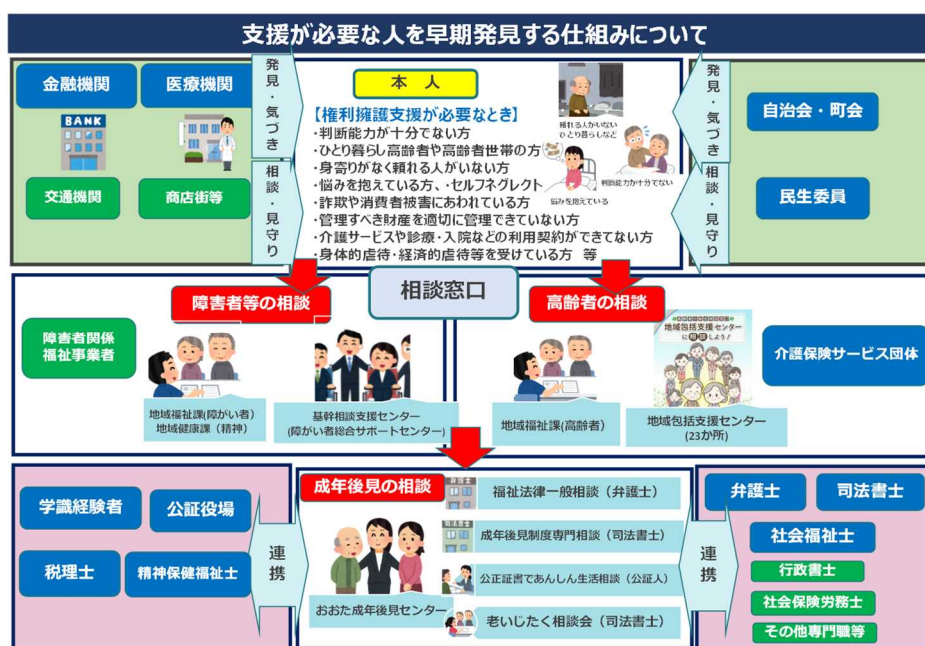 支援が必要な人を早期発見する仕組みについて
金融機関
医療機関
BANK
交通機関
商店街等
発見・気づき
相談・見守り
本　人
【権利擁護支援が必要なとき】
・判断能力が十分でない方
・ひとり暮らし高齢者や高齢者世帯の方
・身寄りがなく頼れる人がいない方
・悩みを抱えている方、・セルフネグレクト
・詐欺や消費者被害にあわれている方
・管理すべき財産を適切に管理できていない方
・介護サービスや診療・入院などの利用契約ができてない方
・身体的虐待・経済的虐待等を受けている方　等
頼れる人がいない
ひとり暮らしなど
判断能力が十分でない
悩みを抱えている
発見・気づき
相談・見守り
自治会・町会
民生委員
相談窓口
障害者等の相談
障害者関係
福祉事業者
地域福祉課(障がい者)
地域健康課（精神）
基幹相談支援センター
(障がい者総合サポートセンター)
高齢者の相談
地域福祉課(高齢者)
地域包括支援センター
に相談しよう!
地域包括支援センター
(23か所)
介護保険サービス団体
学識経験者
公証役場
税理士
精神保健福祉士
連携
成年後見の相談
おおた成年後見センター
弁護士
福祉法律一般相談（弁護士）
司法書士
成年後見制度専門相談（司法書士）
公正証書であんしん生活相談（公証人）
老いじたく相談会（司法書士）
連携
弁護士
司法書士
社会福祉士
行政書士
社会保険労務士
その他専門職等